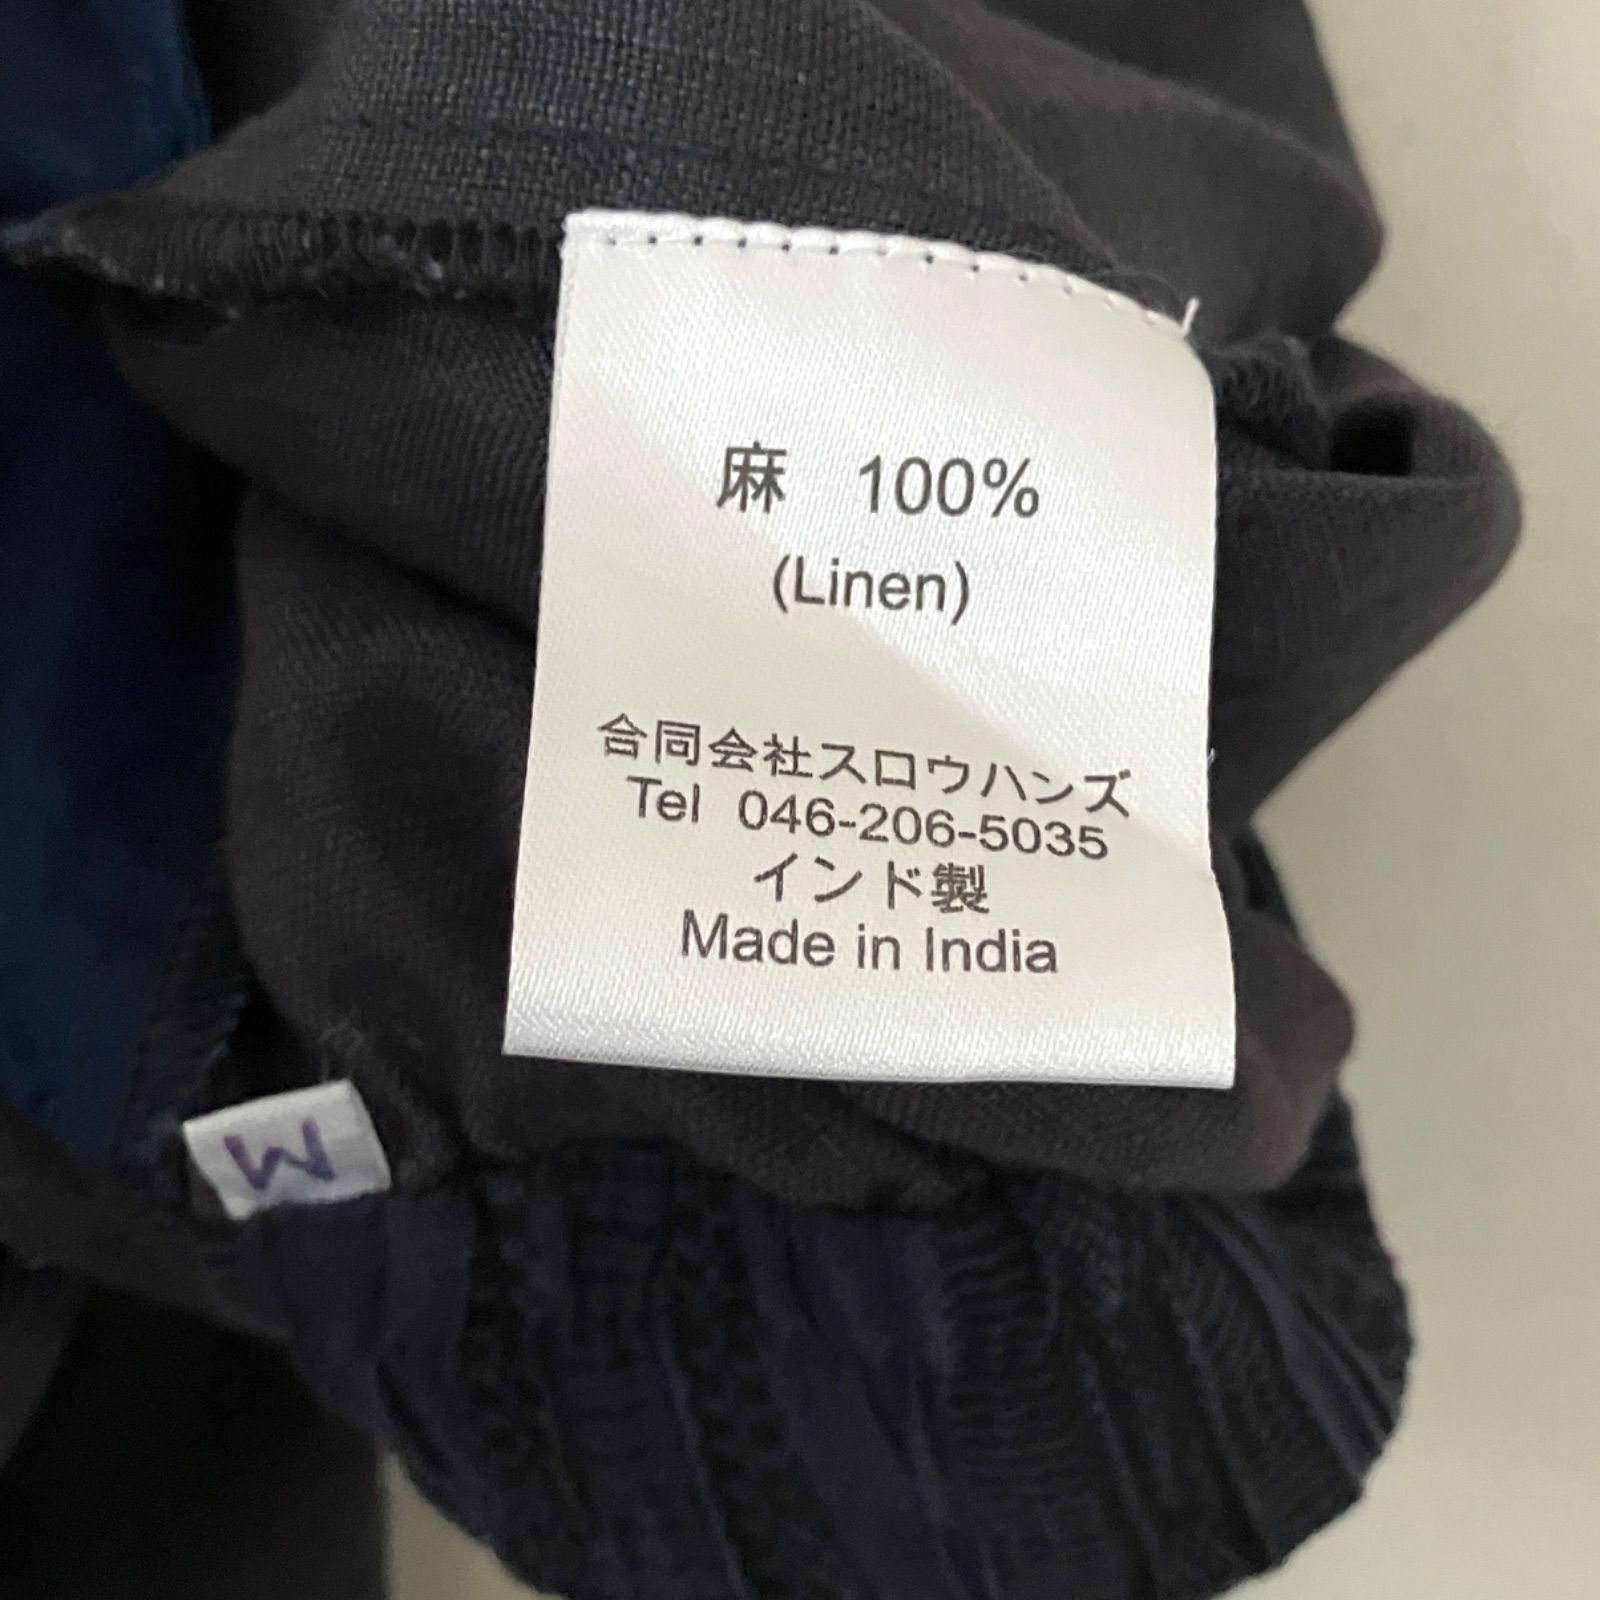 麻 100%
(Linen)
合同会社スロウハンズ
Tel 046-206-5035
インド製
Made in India
M